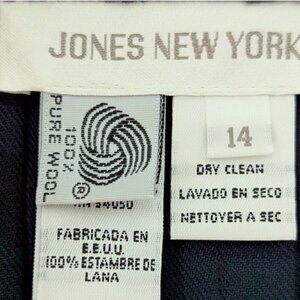 JONES NEW YORK
100%
PURE WOOL
®
14
DRY CLEAN
LAVADO EN SECO
NETTOYER A SEC
FABRICADA EN
E.E.U.U.
100% ESTAMBRE DE
LANA